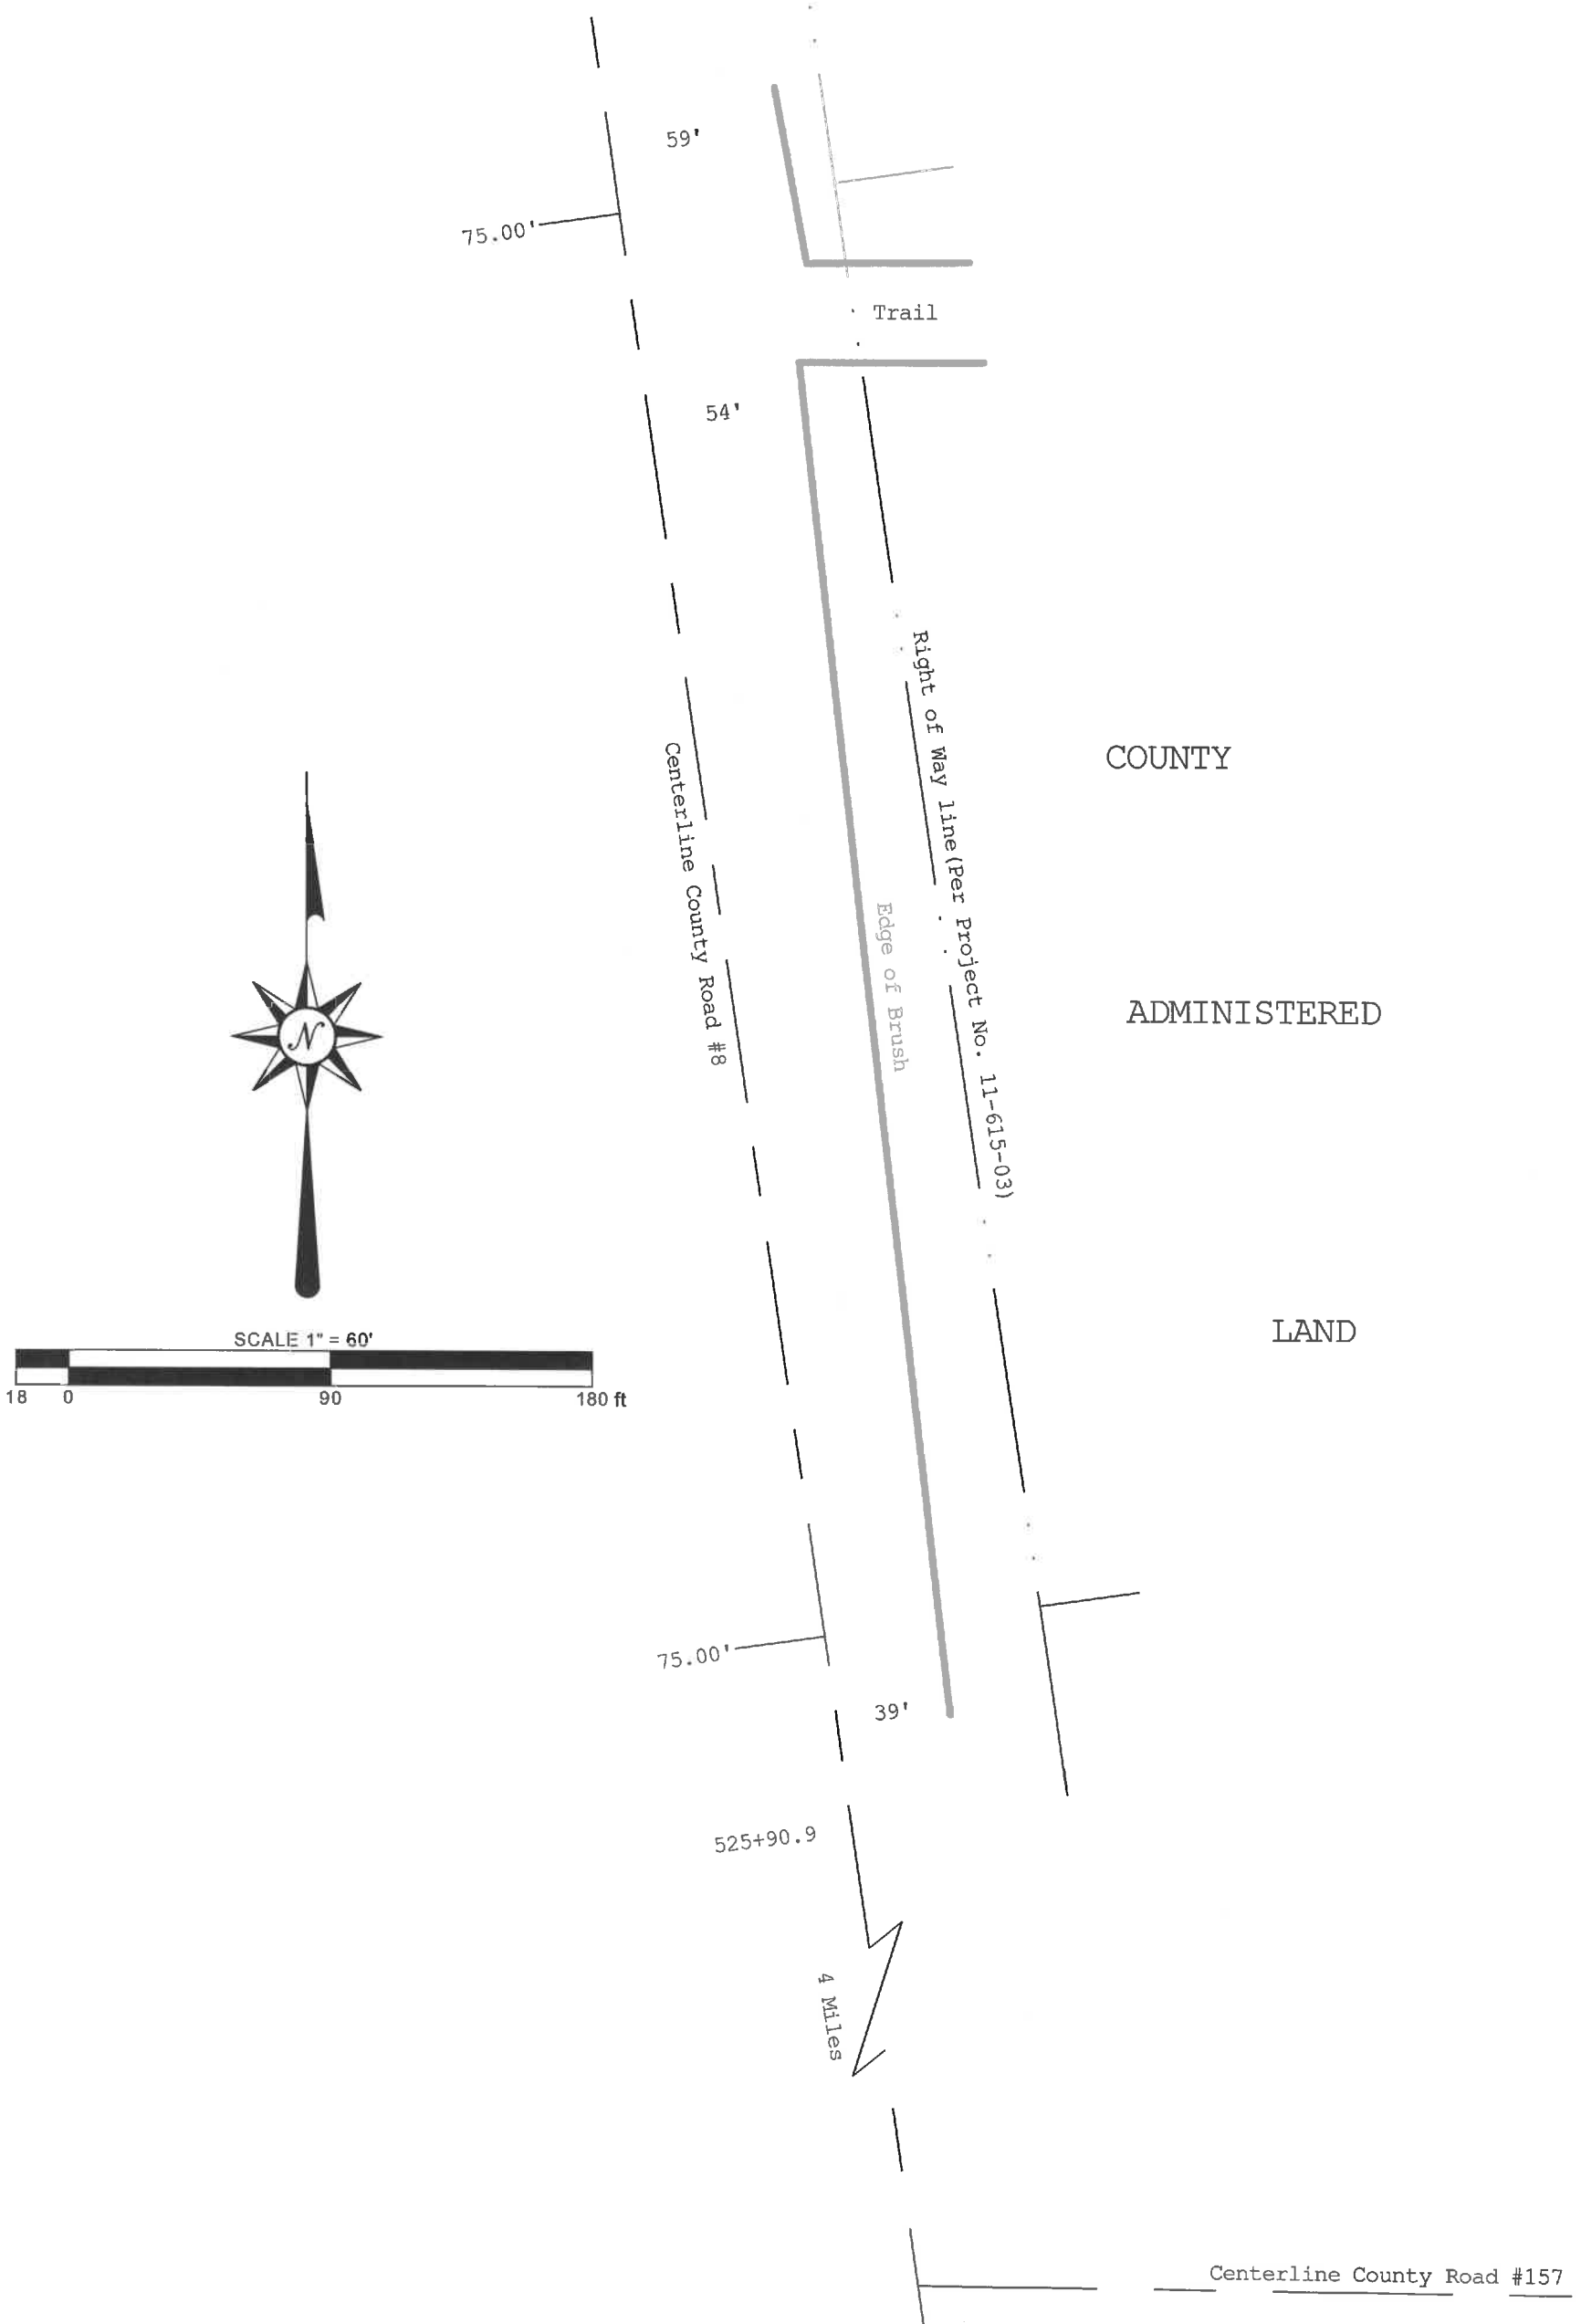 59'
75.00'
Trail
54'
Right of Way line(Per Project No. 11-615-03)
Centerline County Road #8
COUNTY
Edge of Brush
ADMINISTERED
N
LAND
SCALE 1" = 60'
18 0 90 180 ft
75.00'
39'
525+90.9
4 Miles
Centerline County Road #157